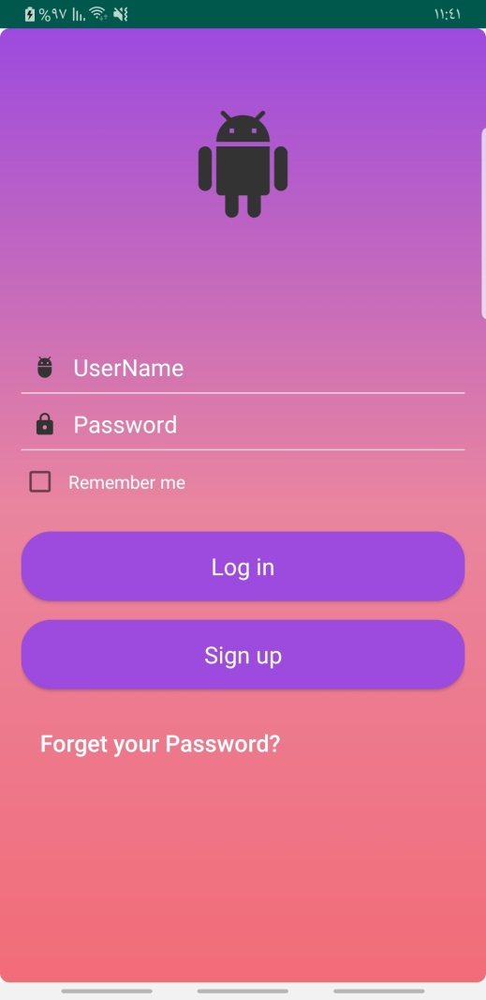 %٩٧
١١:٤١
UserName
Password
Remember me
Log in
Sign up
Forget your Password?